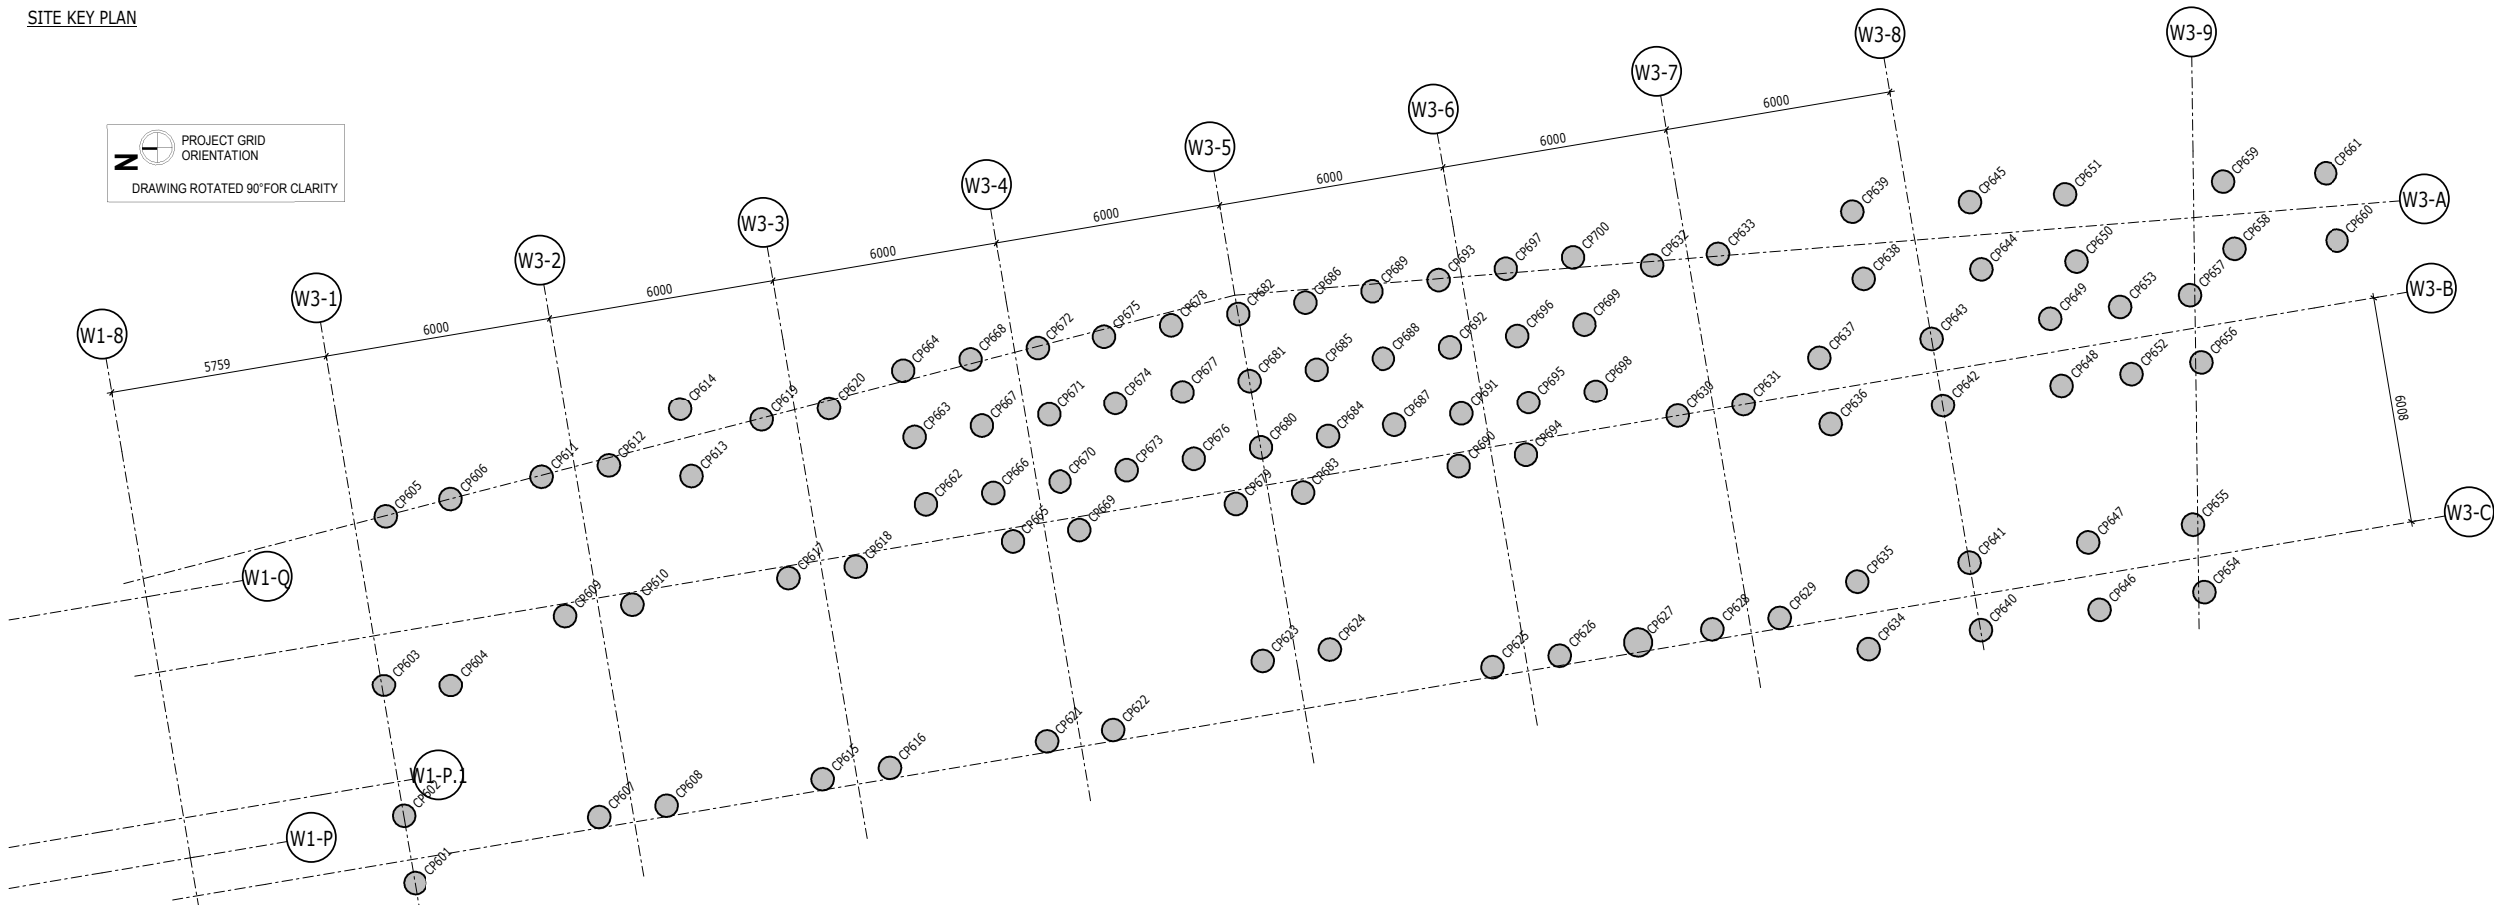 SITE KEY PLAN
N
PROJECT GRID
ORIENTATION
DRAWING ROTATED 90°FOR CLARITY
W1-8
W3-1
W3-2
W3-3
W3-4
W3-5
W3-6
W3-7
W3-8
W3-9
5759
6000
6000
6000
6000
6000
6000
6000
W3-A
W3-B
W3-C
6008
W1-Q
W1-P.1
W1-P
CP639
CP645
CP651
CP659
CP661
CP638
CP644
CP650
CP658
CP660
CP633
CP632
CP700
CP697
CP693
CP689
CP686
CP682
CP678
CP675
CP672
CP668
CP664
CP620
CP619
CP614
CP613
CP612
CP611
CP606
CP605
CP657
CP653
CP649
CP643
CP637
CP699
CP696
CP692
CP688
CP685
CP681
CP677
CP674
CP671
CP667
CP663
CP656
CP652
CP648
CP642
CP636
CP631
CP630
CP698
CP695
CP691
CP687
CP684
CP680
CP676
CP673
CP670
CP666
CP662
CP694
CP690
CP683
CP679
CP669
CP665
CP618
CP617
CP610
CP609
CP604
CP603
CP655
CP647
CP641
CP635
CP654
CP646
CP640
CP634
CP629
CP628
CP627
CP626
CP625
CP624
CP623
CP622
CP621
CP616
CP615
CP608
CP607
CP602
CP601